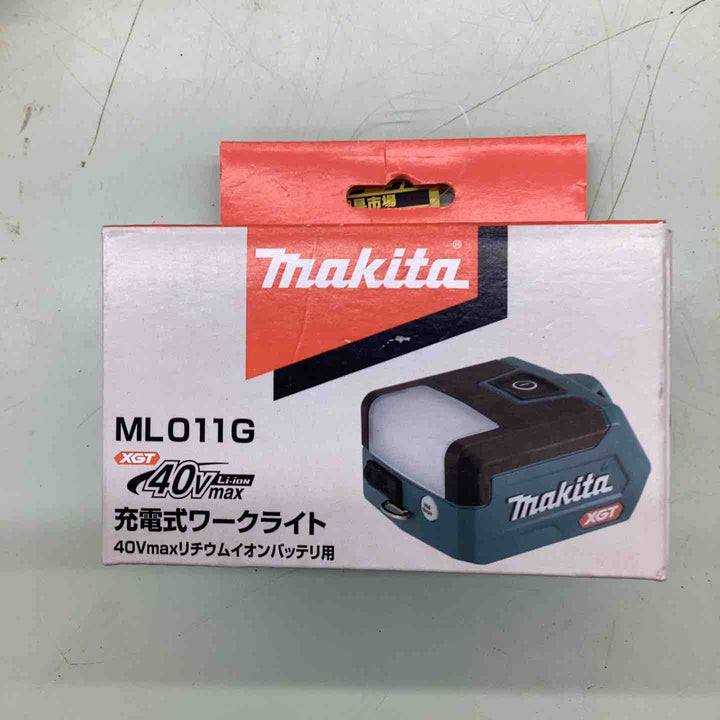 市場
makita®
ML011G
XGT
40Vmax Li-ion
充電式ワークライト
40Vmaxリチウムイオンバッテリ用
makita
XGT